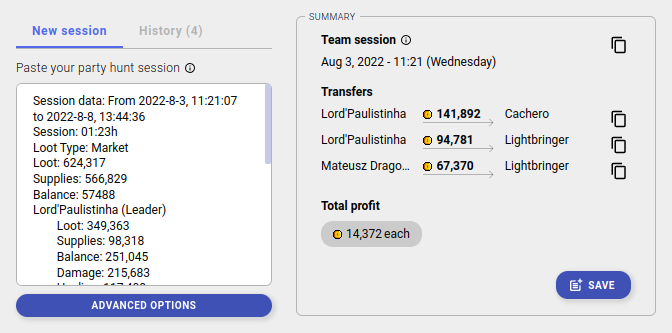 New session
History (4)
Paste your party hunt session
Session data: From 2022-8-3, 11:21:07
to 2022-8-8, 13:44:36
Session: 01:23h
Loot Type: Market
Loot: 624,317
Supplies: 566,829
Balance: 57488
Lord'Paulistinha (Leader)
Loot: 349,363
Supplies: 98,318
Balance: 251,045
Damage: 215,683
ADVANCED OPTIONS
SUMMARY
Team session
Aug 3, 2022 - 11:21 (Wednesday)
Transfers
Lord'Paulistinha 141,892 Cachero
Lord'Paulistinha 94,781 Lightbringer
Mateusz Drago... 67,370 Lightbringer
Total profit
14,372 each
SAVE